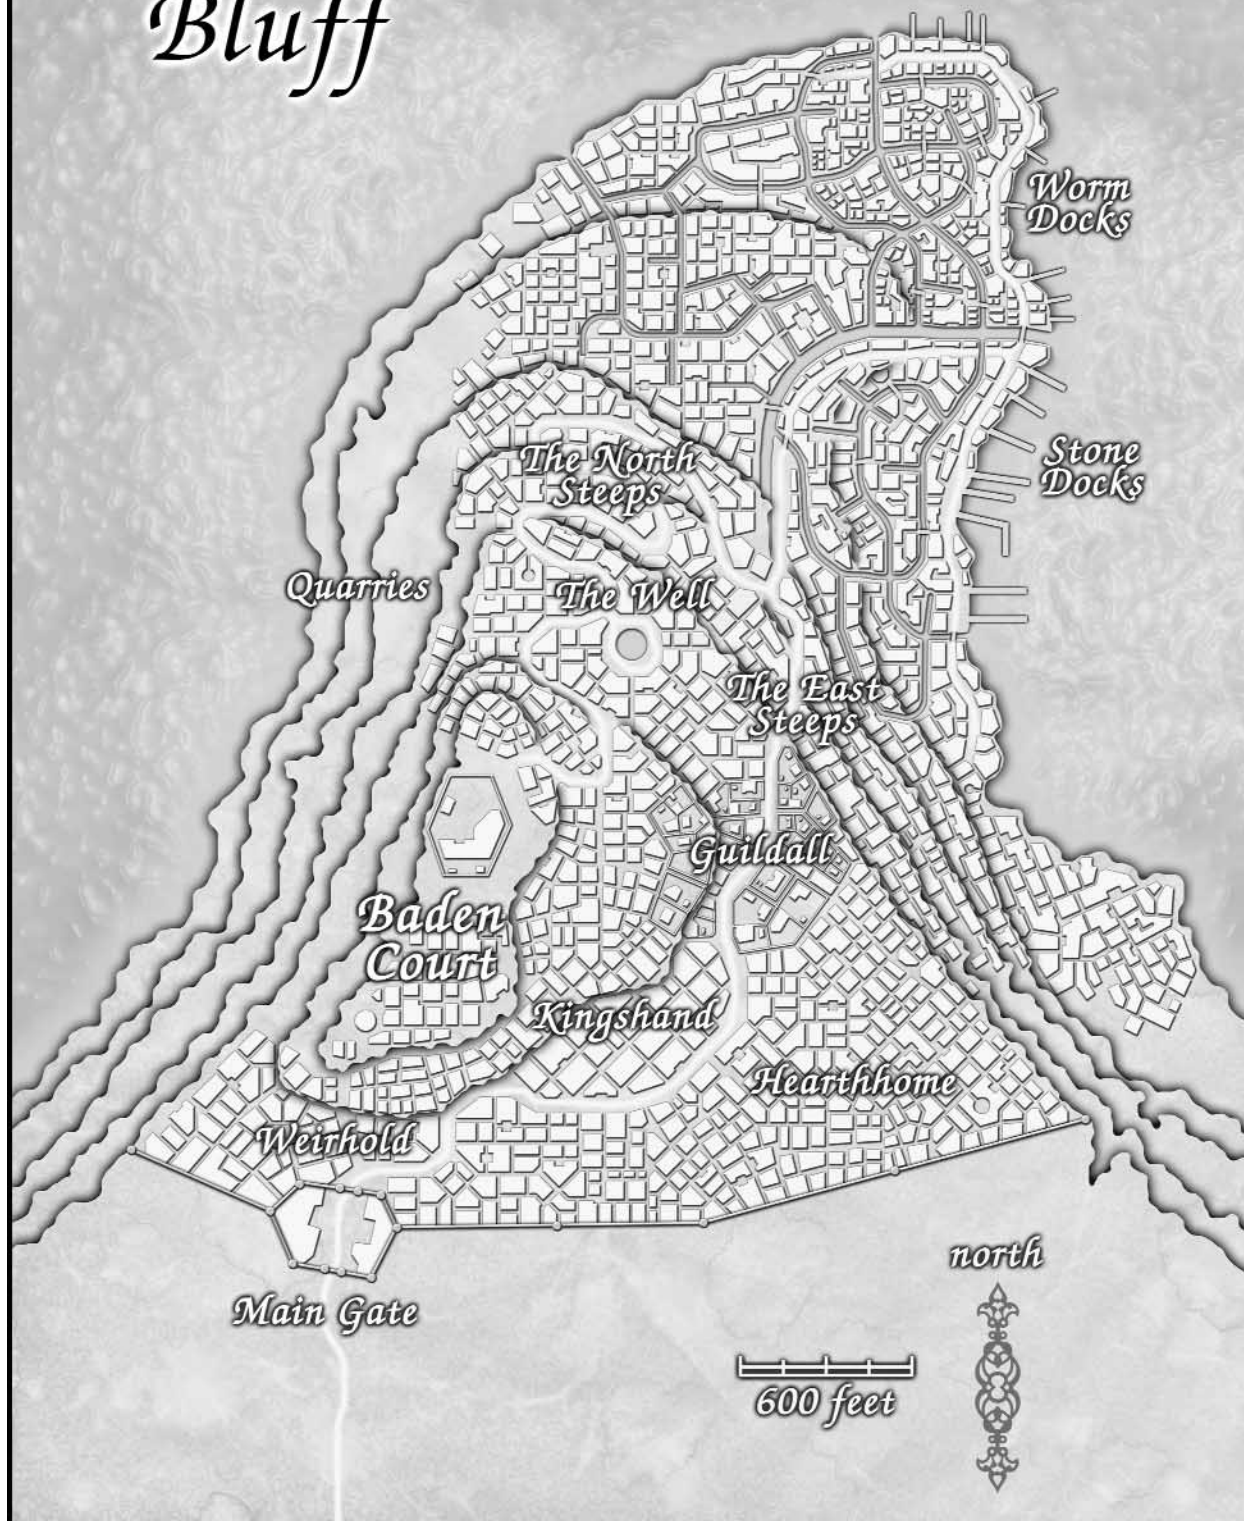 Bluff
Worm
Docks
Stone
Docks
The North
Steeps
Quarries
The Well
The East
Steeps
Guildall
Baden
Court
Kingshand
Hearthhome
Weirhold
north
Main Gate
600 feet